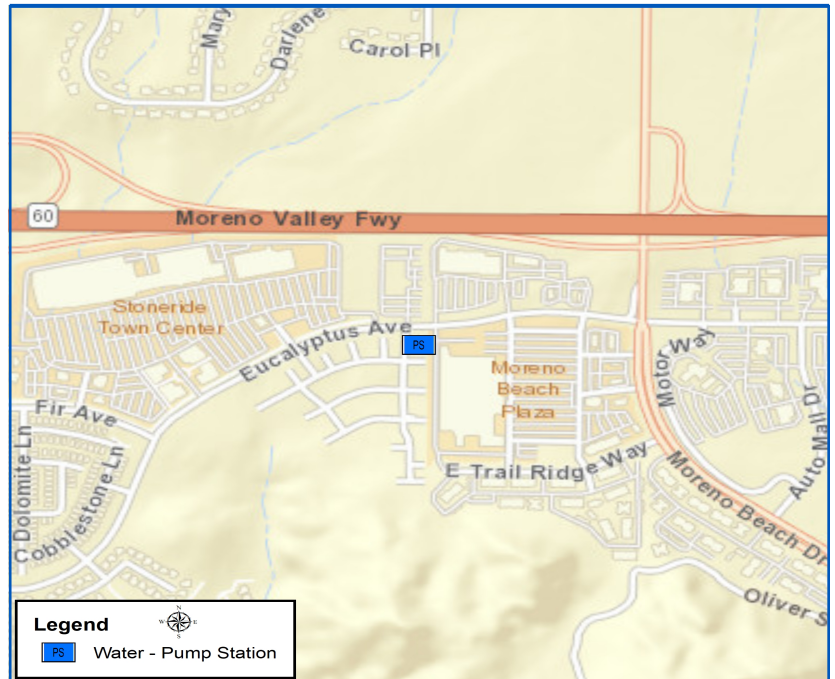 Mary
Darlene
Carol Pl
60
Moreno Valley Fwy
Stoneride
Town Center
Eucalyptus Ave
PS
Moreno
Beach
Plaza
Motor Way
Fir Ave
Dolomite Ln
Cobblestone Ln
E Trail Ridge Way
Auto Mall Dr
Moreno Beach Dr
Oliver S
Legend
N
W
E
S
PS Water - Pump Station